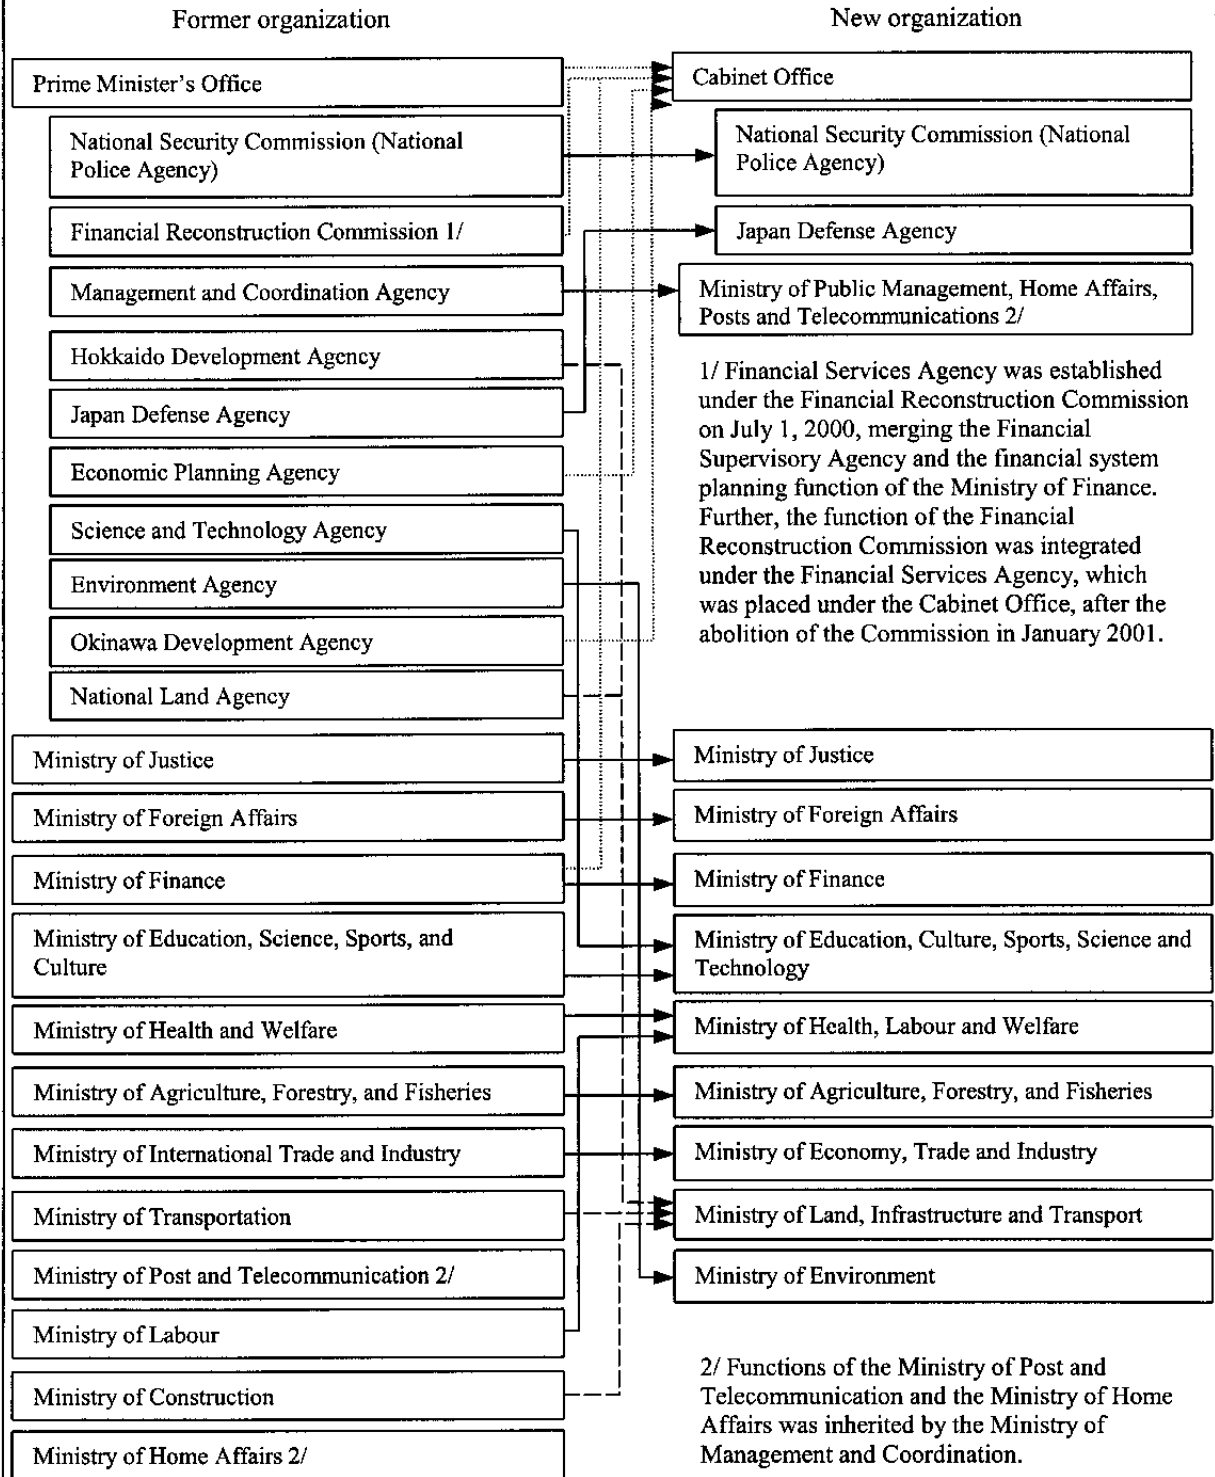 Former organization
New organization
Prime Minister's Office
National Security Commission (National
Police Agency)
Financial Reconstruction Commission 1/
Management and Coordination Agency
Hokkaido Development Agency
Japan Defense Agency
Economic Planning Agency
Science and Technology Agency
Environment Agency
Okinawa Development Agency
National Land Agency
Ministry of Justice
Ministry of Foreign Affairs
Ministry of Finance
Ministry of Education, Science, Sports, and
Culture
Ministry of Health and Welfare
Ministry of Agriculture, Forestry, and Fisheries
Ministry of International Trade and Industry
Ministry of Transportation
Ministry of Post and Telecommunication 2/
Ministry of Labour
Ministry of Construction
Ministry of Home Affairs 2/
Cabinet Office
National Security Commission (National
Police Agency)
Japan Defense Agency
Ministry of Public Management, Home Affairs,
Posts and Telecommunications 2/
1/ Financial Services Agency was established
under the Financial Reconstruction Commission
on July 1, 2000, merging the Financial
Supervisory Agency and the financial system
planning function of the Ministry of Finance.
Further, the function of the Financial
Reconstruction Commission was integrated
under the Financial Services Agency, which
was placed under the Cabinet Office, after the
abolition of the Commission in January 2001.
Ministry of Justice
Ministry of Foreign Affairs
Ministry of Finance
Ministry of Education, Culture, Sports, Science and
Technology
Ministry of Health, Labour and Welfare
Ministry of Agriculture, Forestry, and Fisheries
Ministry of Economy, Trade and Industry
Ministry of Land, Infrastructure and Transport
Ministry of Environment
2/ Functions of the Ministry of Post and
Telecommunication and the Ministry of Home
Affairs was inherited by the Ministry of
Management and Coordination.